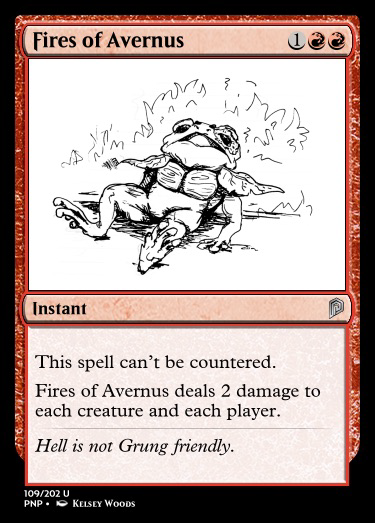 Fires of Avernus 1
Instant
This spell can't be countered.
Fires of Avernus deals 2 damage to
each creature and each player.
Hell is not Grung friendly.
109/202 U
PNP • Kelsey Woods